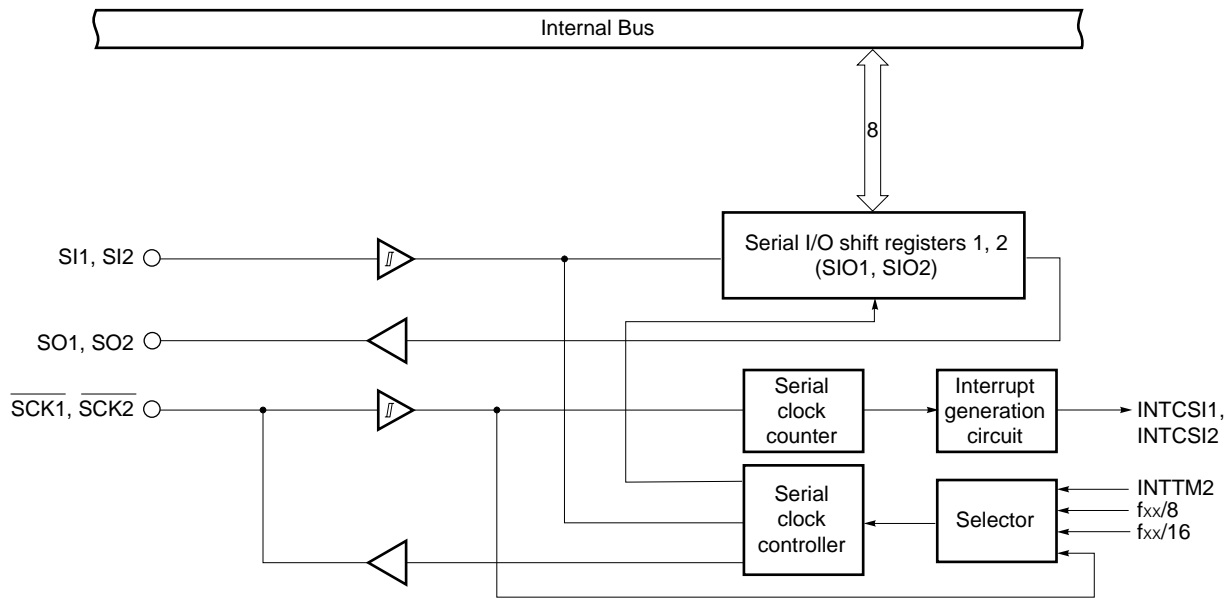 Internal Bus
8
Serial I/O shift registers 1, 2
(SIO1, SIO2)
SI1, SI2
SO1, SO2
SCK1, SCK2
Serial
clock
counter
Interrupt
generation
circuit
INTCSI1,
INTCSI2
Serial
clock
controller
Selector
INTTM2
fxx/8
fxx/16